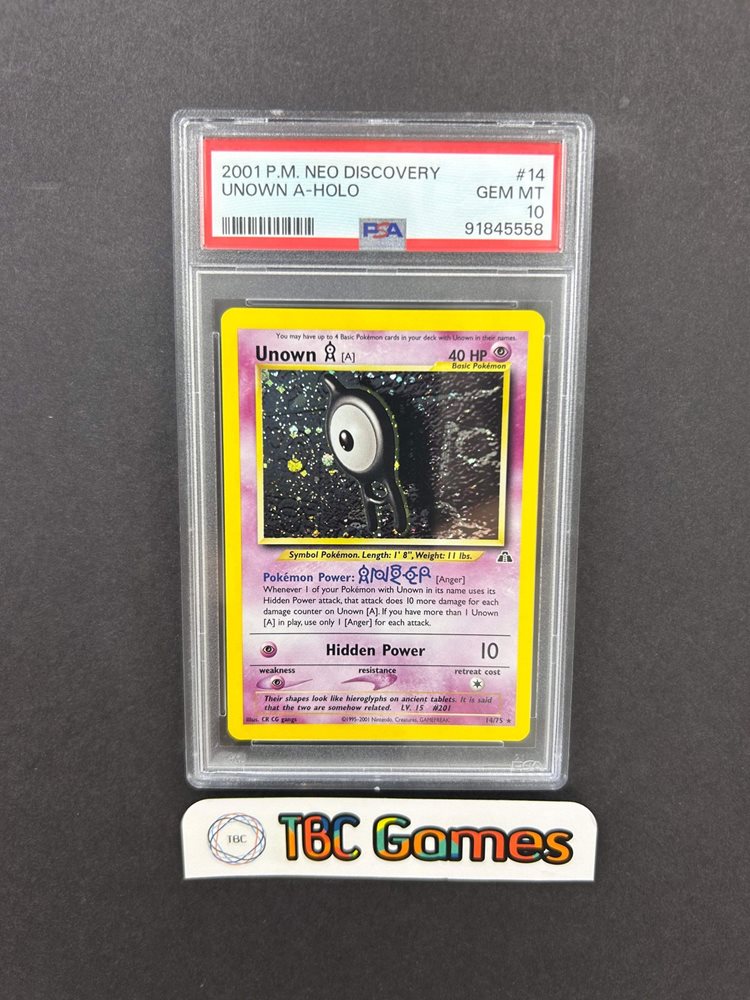 2001 P.M. NEO DISCOVERY #14
UNOWN A-HOLO GEM MT
10
PSA 91845558
You may have up to 4 Basic Pokémon cards in your deck with Unown in their names.
Unown [A] 40 HP
Basic Pokémon
Symbol Pokémon. Length: 1' 8", Weight: 11 lbs.
Pokémon Power: [Anger]
Whenever 1 of your Pokémon with Unown in its name uses its
Hidden Power attack, that attack does 10 more damage for each
damage counter on Unown [A]. If you have more than 1 Unown
[A] in play, use only 1 [Anger] for each attack.
Hidden Power 10
weakness resistance retreat cost
Their shapes look like hieroglyphs on ancient tablets. It is said
that the two are somehow related. LV. 15 #201
Illus. CR CG gangs ©1995-2001 Nintendo, Creatures, GAMEFREAK 14/75 ★
PSA
TBC TBC Games